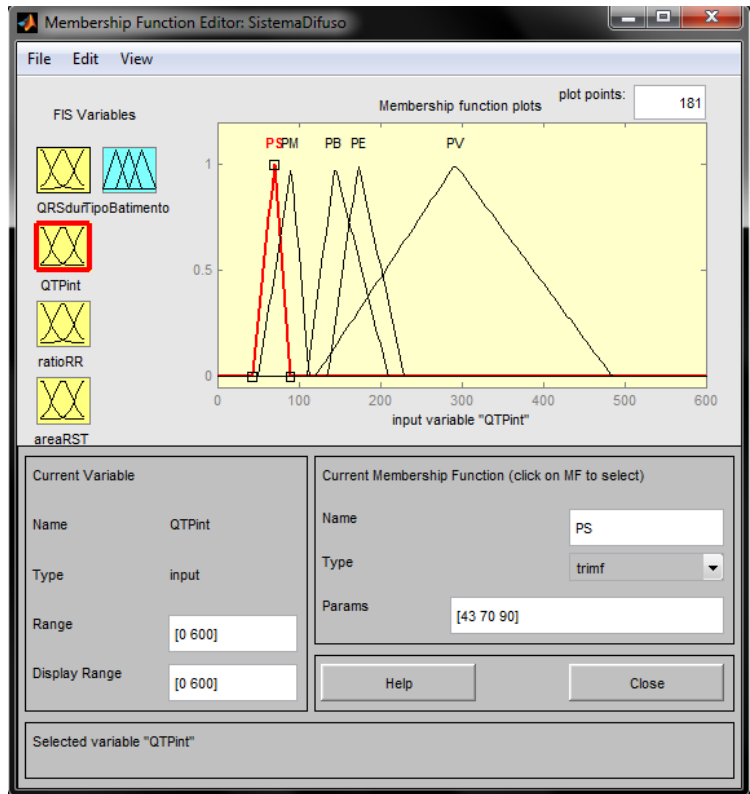 Membership Function Editor: SistemaDifuso
File Edit View
FIS Variables
Membership function plots
plot points:
181
PS PM PB PE PV
QRSdurTipoBatimento
QTPint
ratioRR
areaRST
1
0.5
0
0 100 200 300 400 500 600
input variable "QTPint"
Current Variable
Name QTPint
Type input
Range [0 600]
Display Range [0 600]
Current Membership Function (click on MF to select)
Name PS
Type trimf
Params [43 70 90]
Help Close
Selected variable "QTPint"